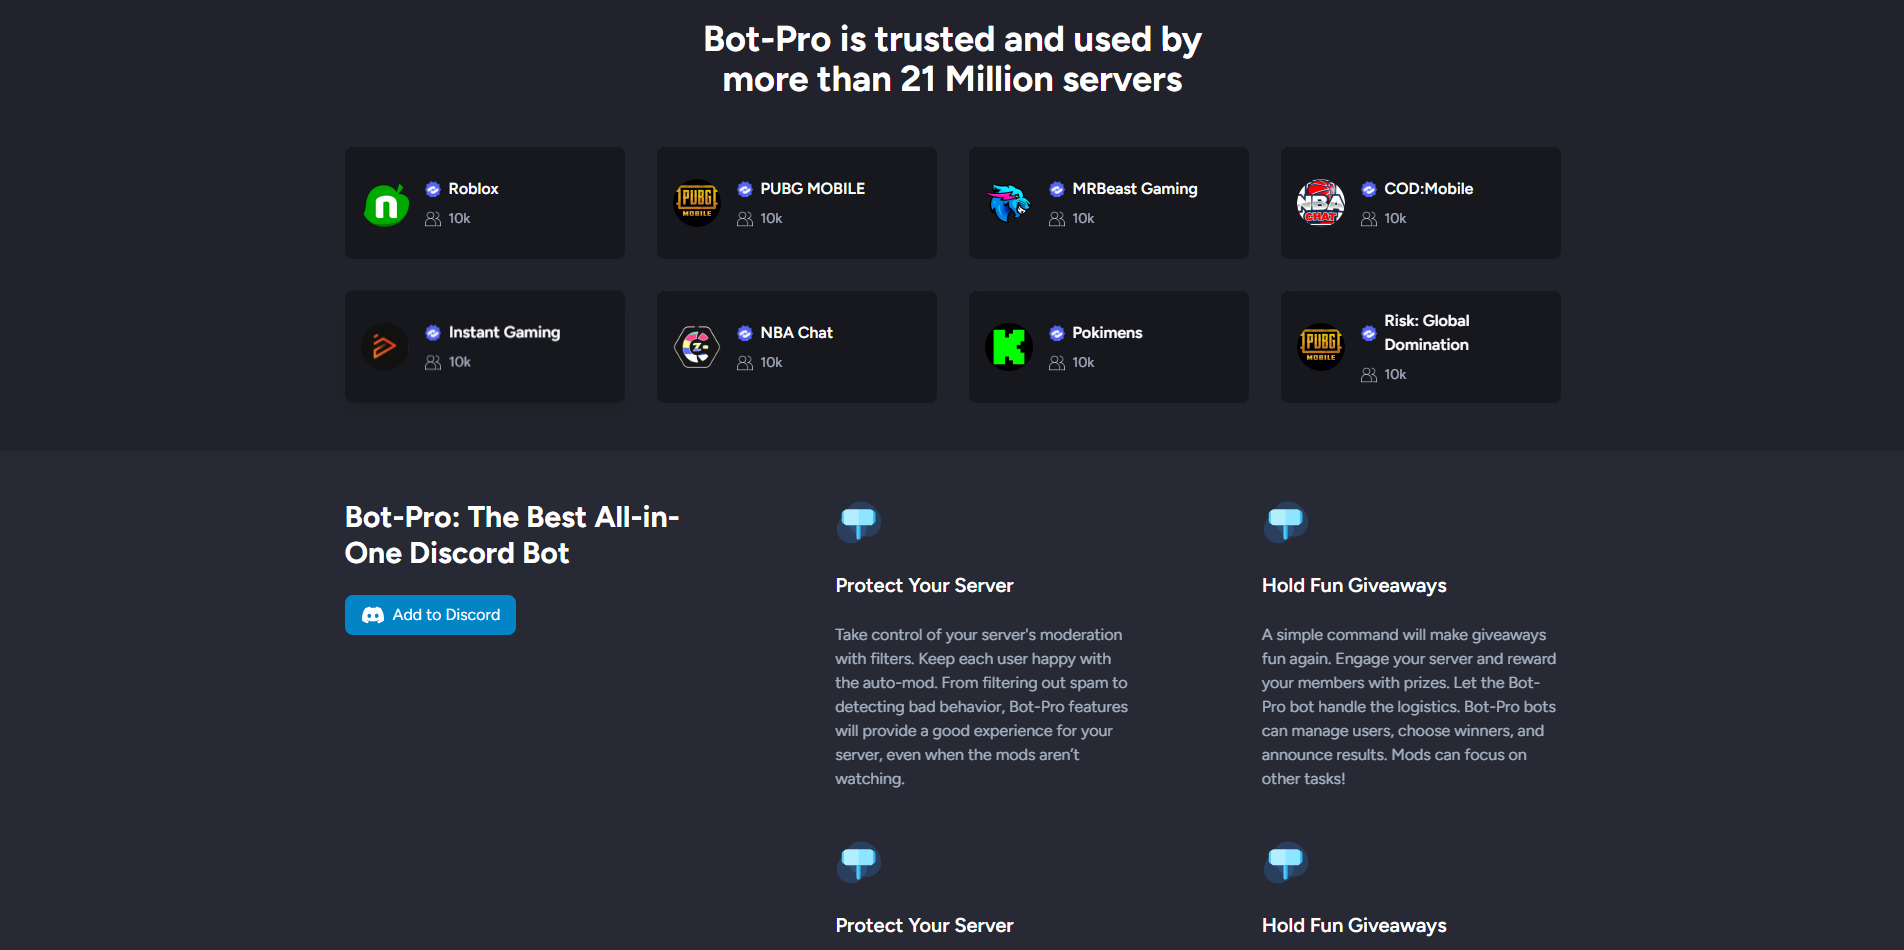 Bot-Pro is trusted and used by
more than 21 Million servers
n
Roblox
10k
PUBG
MOBILE
PUBG MOBILE
10k
MRBeast Gaming
10k
NBA
CHAT
COD:Mobile
10k
Instant Gaming
10k
Z
NBA Chat
10k
K
Pokimens
10k
PUBG
MOBILE
Risk: Global
Domination
10k
Bot-Pro: The Best All-in-
One Discord Bot
Add to Discord
Protect Your Server
Take control of your server's moderation
with filters. Keep each user happy with
the auto-mod. From filtering out spam to
detecting bad behavior, Bot-Pro features
will provide a good experience for your
server, even when the mods aren’t
watching.
Hold Fun Giveaways
A simple command will make giveaways
fun again. Engage your server and reward
your members with prizes. Let the Bot-
Pro bot handle the logistics. Bot-Pro bots
can manage users, choose winners, and
announce results. Mods can focus on
other tasks!
Protect Your Server
Hold Fun Giveaways